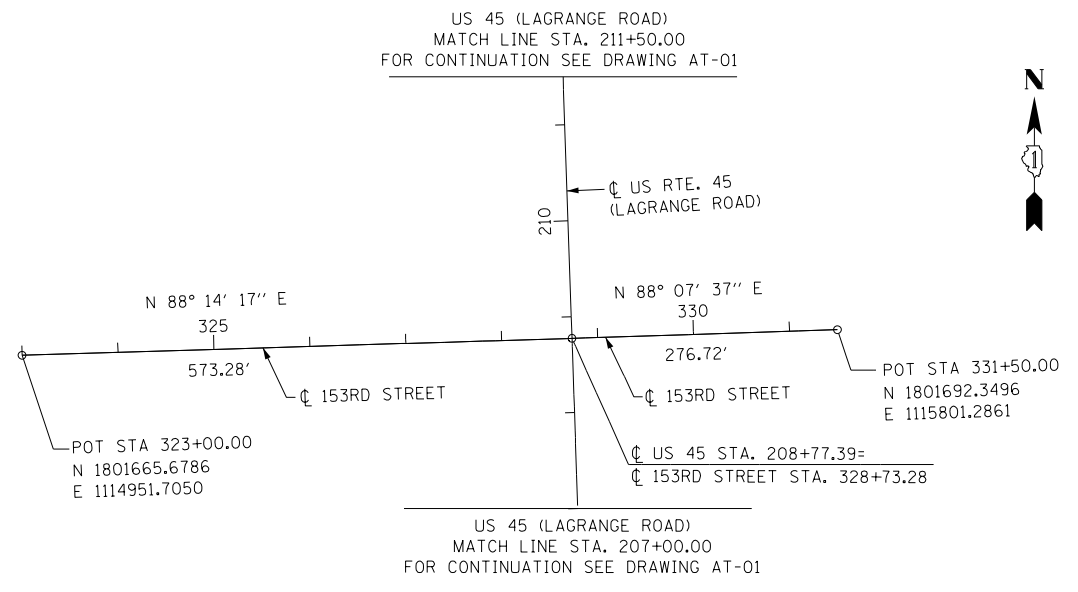 US 45 (LAGRANGE ROAD)
MATCH LINE STA. 211+50.00
FOR CONTINUATION SEE DRAWING AT-01
N
1
℄ US RTE. 45
(LAGRANGE ROAD)
210
N 88° 14' 17'' E
325
573.28'
℄ 153RD STREET
N 88° 07' 37'' E
330
276.72'
℄ 153RD STREET
POT STA 331+50.00
N 1801692.3496
E 1115801.2861
POT STA 323+00.00
N 1801665.6786
E 1114951.7050
℄ US 45 STA. 208+77.39=
℄ 153RD STREET STA. 328+73.28
US 45 (LAGRANGE ROAD)
MATCH LINE STA. 207+00.00
FOR CONTINUATION SEE DRAWING AT-01